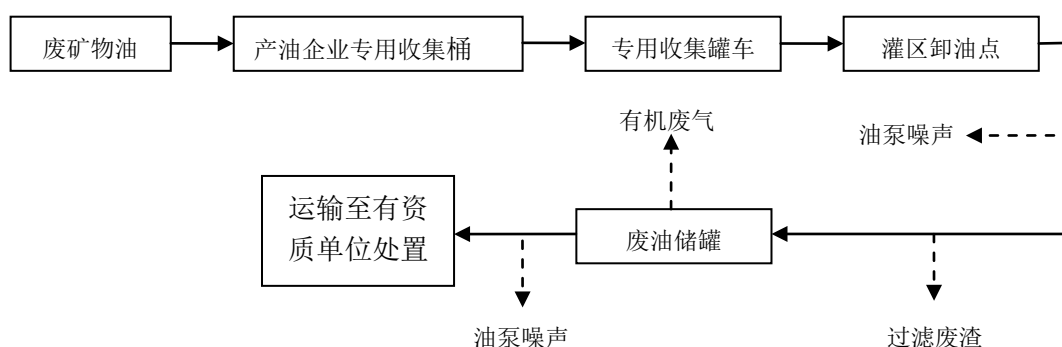 废矿物油
产油企业专用收集桶
专用收集罐车
灌区卸油点
有机废气
油泵噪声
运输至有资
质单位处置
废油储罐
油泵噪声
过滤废渣